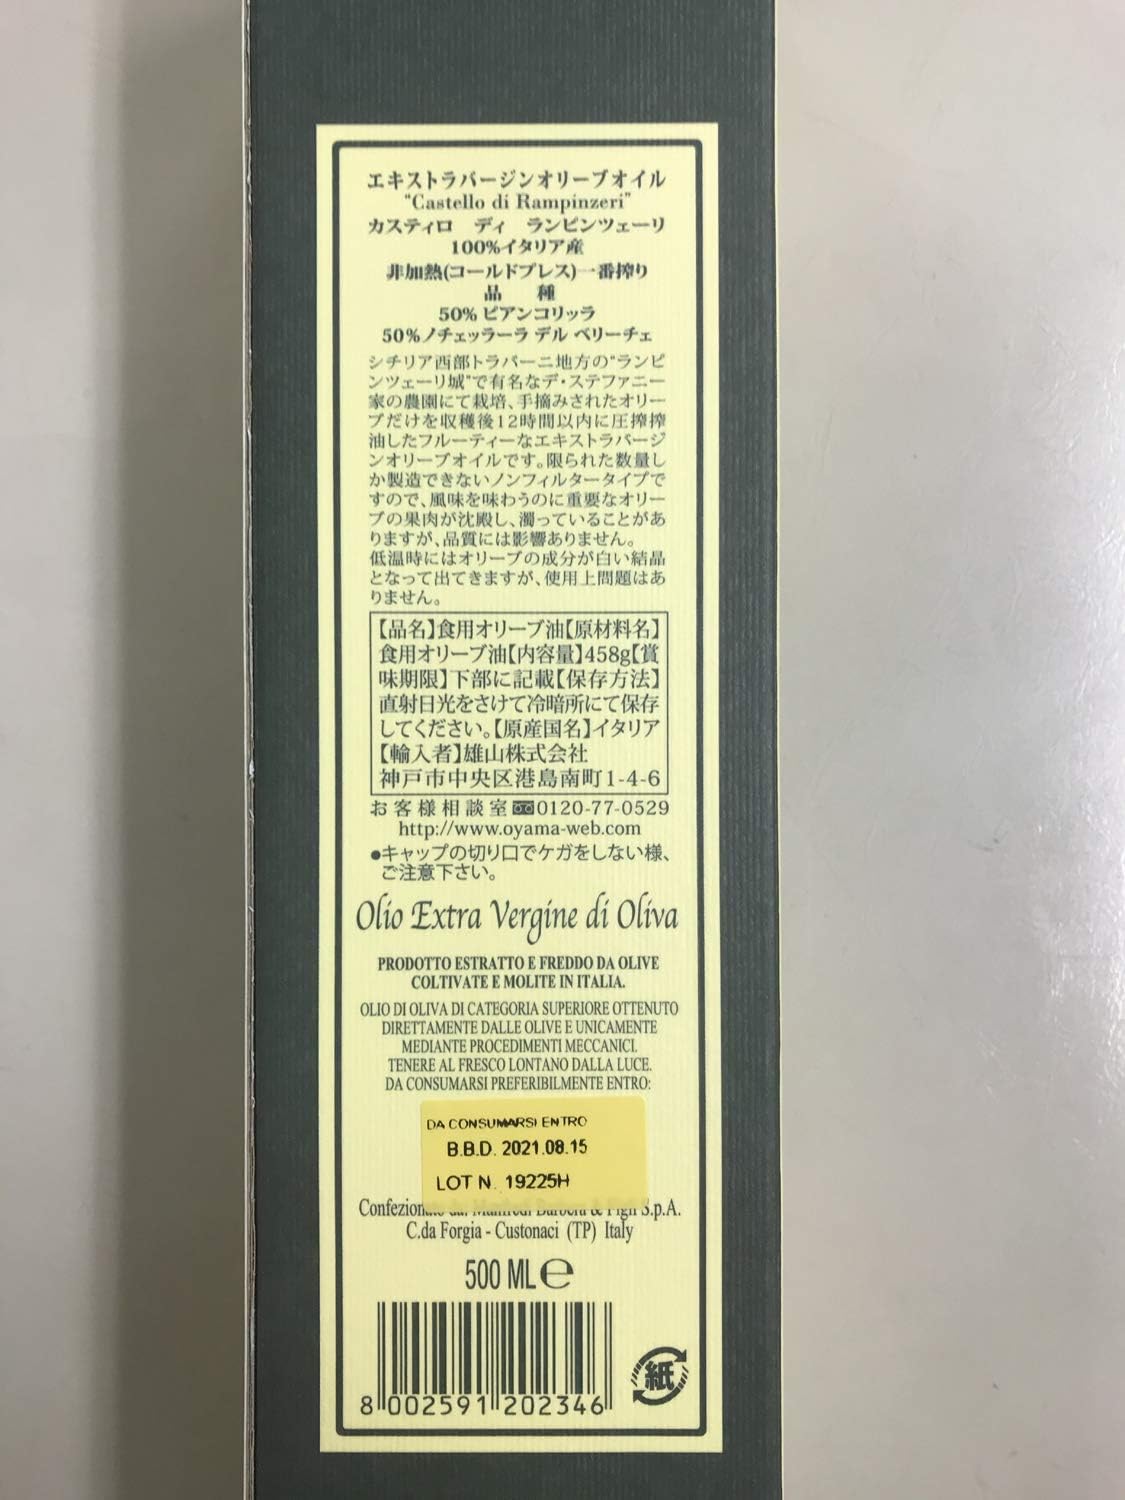 エキストラバージンオリーブオイル
"Castello di Rampinzeri"
カスティロ ディ ランピンツェーリ
100%イタリア産
非加熱(コールドプレス)一番搾り
品 種
50% ビアンコリッラ
50%ノチェッラーラ デル ベリーチェ
シチリア西部トラパーニ地方の"ランピ
ンツェーリ城"で有名なデ・ステファニー
家の農園にて栽培、手摘みされたオリー
ブだけを収穫後12時間以内に圧搾搾
油したフルーティーなエキストラバージ
ンオリーブオイルです。限られた数量し
か製造できないノンフィルタータイプで
すので、風味を味わうのに重要なオリー
ブの果肉が沈殿し、濁っていることがあ
りますが、品質には影響ありません。
低温時にはオリーブの成分が白い結晶
となって出てきますが、使用上問題はあ
りません。
【品名】食用オリーブ油【原材料名】
食用オリーブ油【内容量】458g【賞
味期限】下部に記載【保存方法】
直射日光をさけて冷暗所にて保存
してください。【原産国名】イタリア
【輸入者】雄山株式会社
神戸市中央区港島南町1-4-6
お客様相談室 0120-77-0529
http://www.oyama-web.com
●キャップの切り口でケガをしない様、
ご注意下さい。
Olio Extra Vergine di Oliva
PRODOTTO ESTRATTO E FREDDO DA OLIVE
COLTIVATE E MOLITE IN ITALIA.
OLIO DI OLIVA DI CATEGORIA SUPERIORE OTTENUTO
DIRETTAMENTE DALLE OLIVE E UNICAMENTE
MEDIANTE PROCEDIMENTI MECCANICI.
TENERE AL FRESCO LONTANO DALLA LUCE.
DA CONSUMARSI PREFERIBILMENTE ENTRO:
DA CONSUMARSI ENTRO
B.B.D. 2021.08.15
LOT N. 19225H
S.p.A.
C.da Forgia - Custonaci (TP) Italy
500 ML e
8 002591 202346
紙